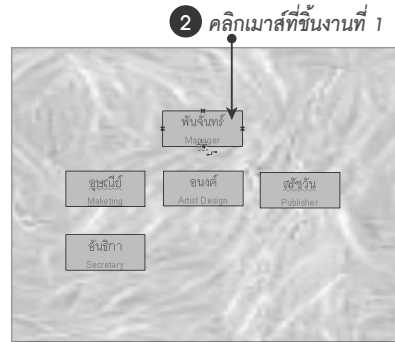 2 คลิกเมาส์ที่ชิ้นงานที่ 1
พันจันทร์
Manager
อุษณีย์
Maketing
อนงค์
Artist Design
สรัชวัน
Publisher
อันธิกา
Secretary